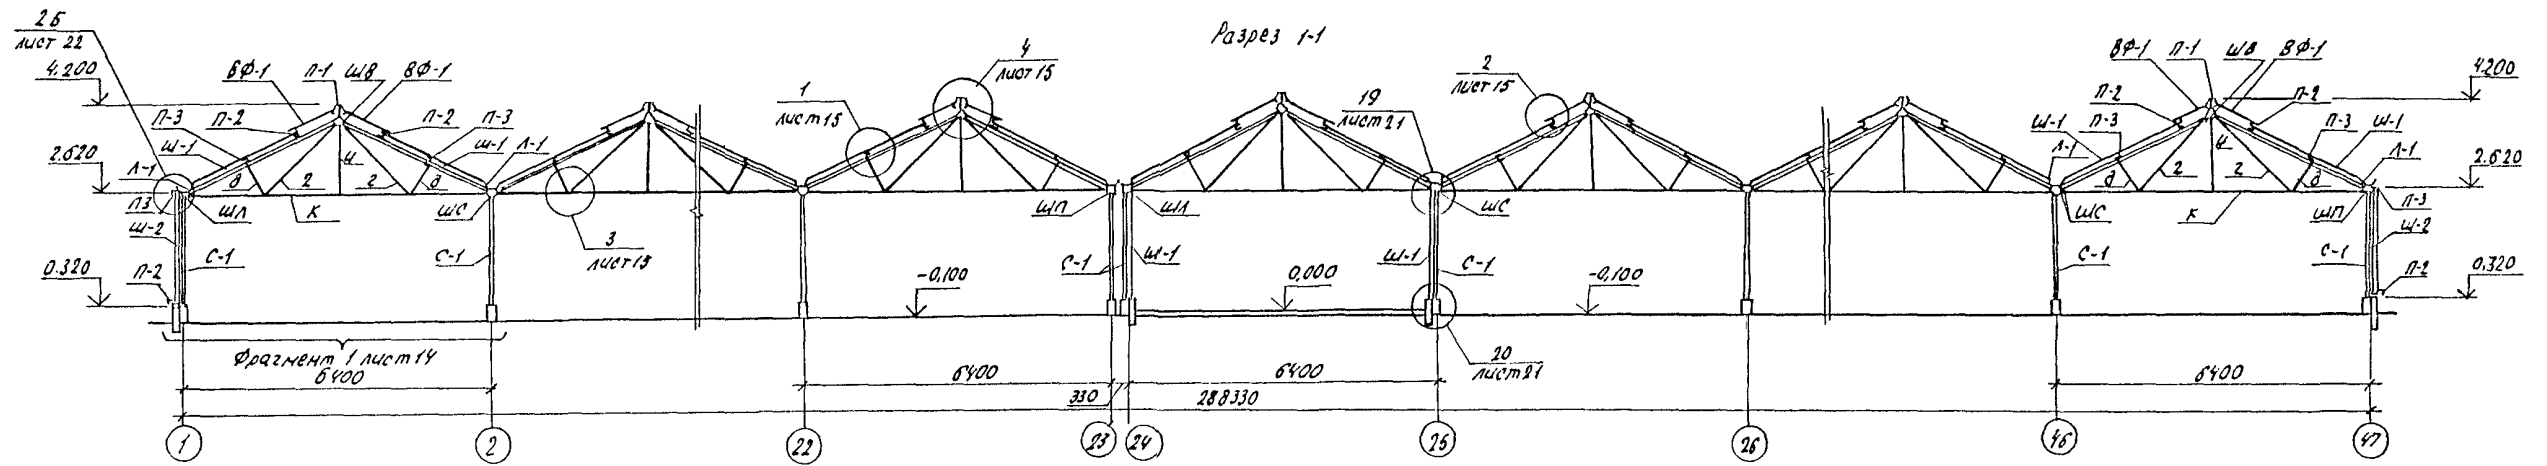 Разрез 1-1
2Б
лист 22
4.200
ВФ-1
П-1
ШВ
ВФ-1
4
лист 15
1
лист 15
19
лист 21
2
лист 15
ВФ-1
П-1
ШВ
ВФ-1
4.200
П-3
П-2
П-2
П-3
П-2
П-2
Ш-1
Ш-1
Л-1
Ш-1
П-3
П-3
Ш-1
2.620
Л-1
д
г
и
г
д
Л-1
д
г
и
г
д
Л-1
2.620
П3
ШЛ
К
ШС
ШП
ШЛ
ШС
ШС
К
ШП
П-3
Ш-2
Ш-2
3
лист 15
С-1
С-1
С-1
Ш-1
Ш-1
С-1
С-1
С-1
0.320
П-2
-0,100
0,000
-0,100
П-2
0,320
Фрагмент 1 лист 14
20
лист 21
6400
6400
330
6400
6400
288330
1
2
22
23
24
25
26
46
47